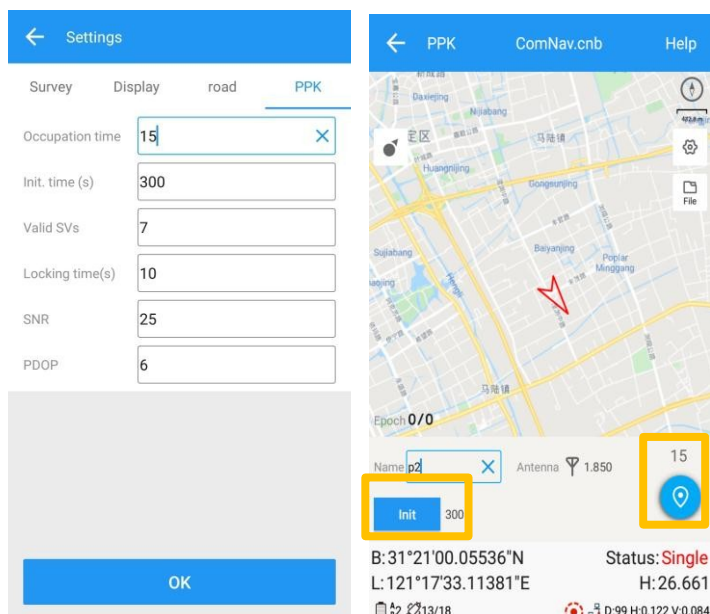 Settings
Survey Display road PPK
Occupation time 15
Init. time (s) 300
Valid SVs 7
Locking time(s) 10
SNR 25
PDOP 6
OK
PPK ComNav.cnb Help
Daxiejing
Nijiabang
定区
马陆镇
Huangnijing
Gongsunjing
File
Sujiabang
Baiyanjing
Poplar
Minggang
Hengli
马陆镇
Epoch 0/0
Name p2 Antenna 1.850 15
Init 300
B:31°21'00.05536"N Status:Single
L:121°17'33.11381"E H:26.661
13/18 D:99 H:0.122 V:0.084